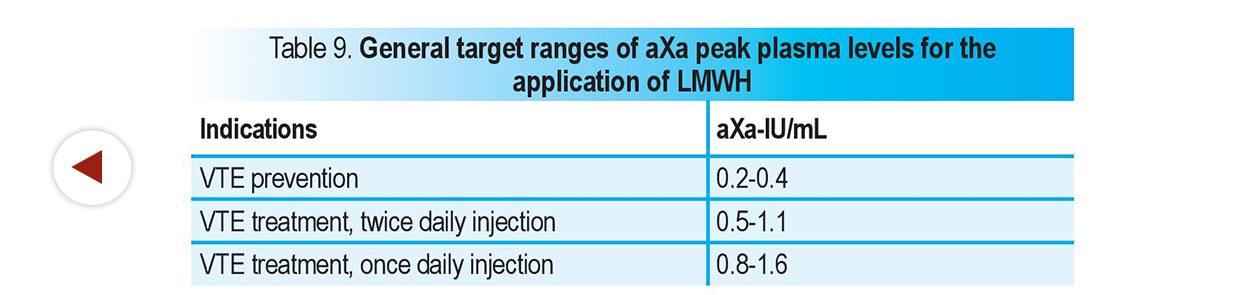 Table 9. General target ranges of aXa peak plasma levels for the
application of LMWH
Indications aXa-IU/mL
VTE prevention 0.2-0.4
VTE treatment, twice daily injection 0.5-1.1
VTE treatment, once daily injection 0.8-1.6